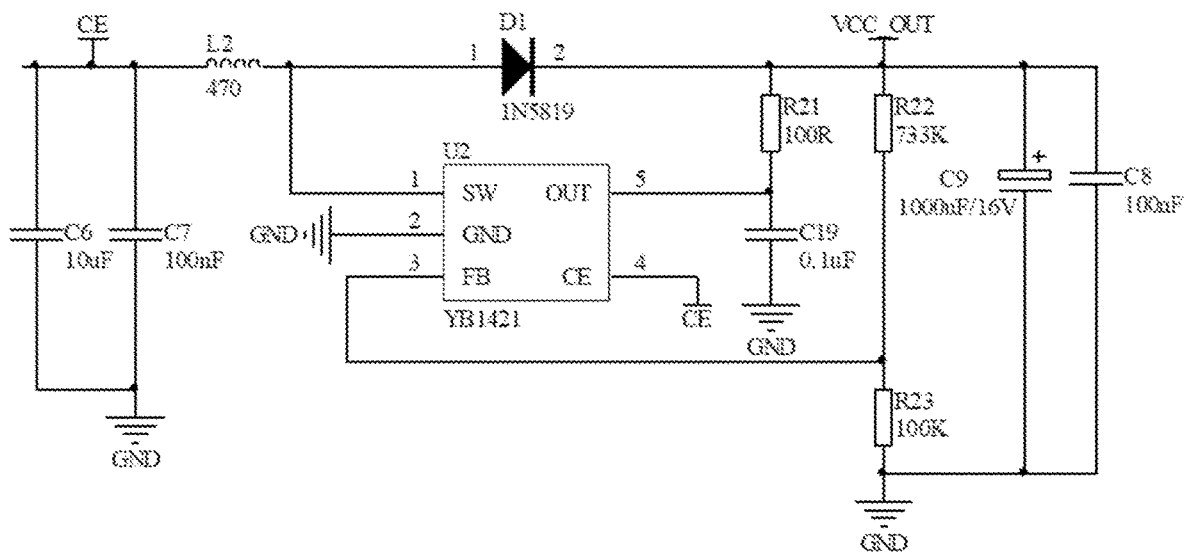 CE
L2
470
D1
1
2
1N5819
VCC_OUT
R21
100R
R22
733K
C9
1000uF/16V
C8
100nF
U2
1
SW
OUT
5
GND
2
GND
3
FB
CE
4
YB1421
CE
C6
10uF
C7
100nF
C19
0.1uF
GND
R23
100K
GND
GND